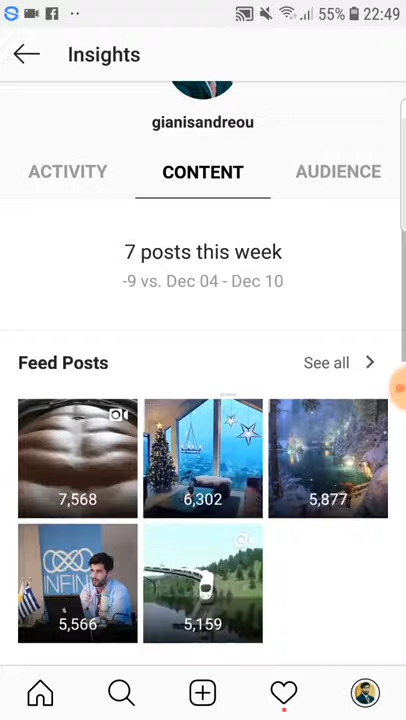 55% 22:49
Insights
gianisandreou
ACTIVITY CONTENT AUDIENCE
7 posts this week
-9 vs. Dec 04 - Dec 10
Feed Posts See all
7,568 6,302 5,877
INFIN
5,566 5,159